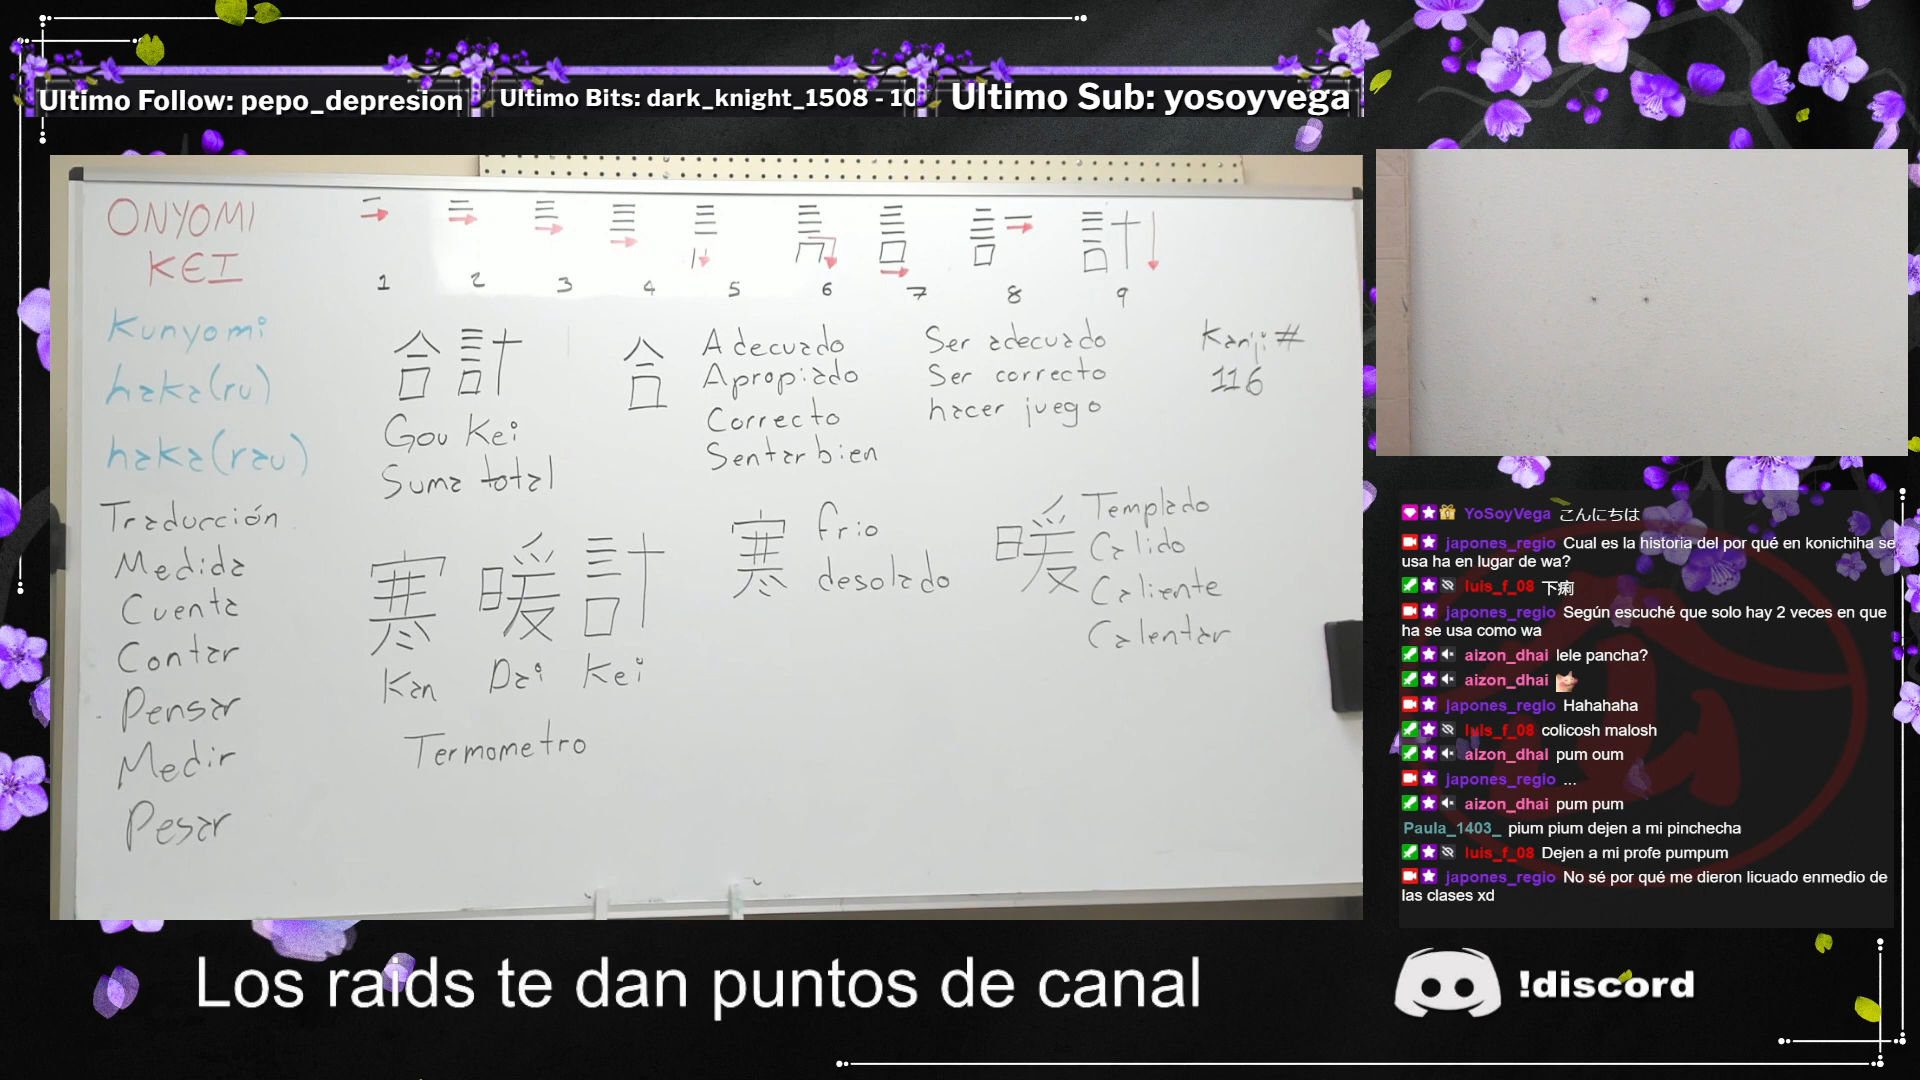 Ultimo Follow: pepo_depresion
Ultimo Bits: dark_knight_1508 - 10
Ultimo Sub: yosoyvega
ONYOMI
KEI
Kunyomi
haka(ru)
haka(rau)
Traducción
Medida
Cuenta
Contar
Pensar
Medir
Pesar
1 2 3 4 5 6 7 8 9
計
合計
Gou Kei
Suma total
合
Adecuado
Apropiado
Correcto
Sentar bien
Ser adecuado
Ser correcto
hacer juego
Kanji #
116
寒暖計
Kan Dai Kei
Termometro
寒
frio
desolado
暖
Templado
Calido
Caliente
Calentar
YoSoyVega こんにちは
japones_regio Cual es la historia del por qué en konichiha se
usa ha en lugar de wa?
luis_f_08 下痢
japones_regio Según escuché que solo hay 2 veces en que
ha se usa como wa
aizon_dhai lele pancha?
aizon_dhai
japones_regio Hahahaha
luis_f_08 colicosh malosh
aizon_dhai pum oum
japones_regio ...
aizon_dhai pum pum
Paula_1403_ pium pium dejen a mi pinchecha
luis_f_08 Dejen a mi profe pumpum
japones_regio No sé por qué me dieron licuado enmedio de
las clases xd
Los raids te dan puntos de canal
!discord